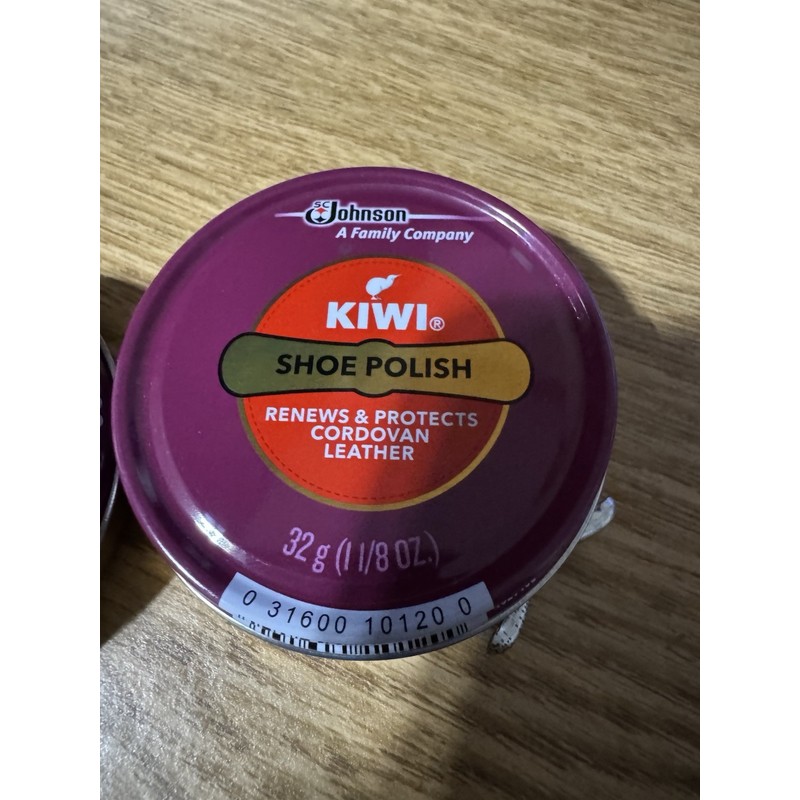 SC Johnson
A Family Company
KIWI®
SHOE POLISH
RENEWS & PROTECTS
CORDOVAN
LEATHER
32 g (1 1/8 OZ.)
0 31600 10120 0